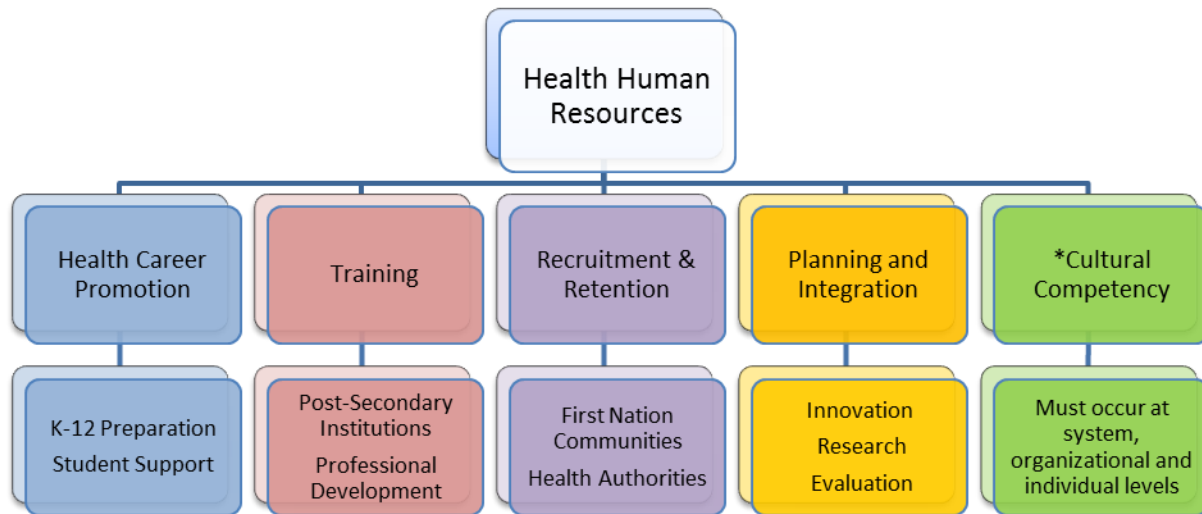 Health Human
Resources
Health Career
Promotion
Training
Recruitment &
Retention
Planning and
Integration
*Cultural
Competency
K-12 Preparation
Student Support
Post-Secondary
Institutions
Professional
Development
First Nation
Communities
Health Authorities
Innovation
Research
Evaluation
Must occur at
system,
organizational and
individual levels